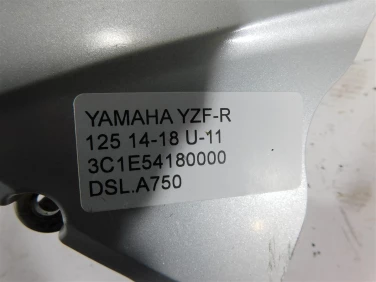 YAMAHA YZF-R
125 14-18 U-11
3C1E54180000
DSL.A750